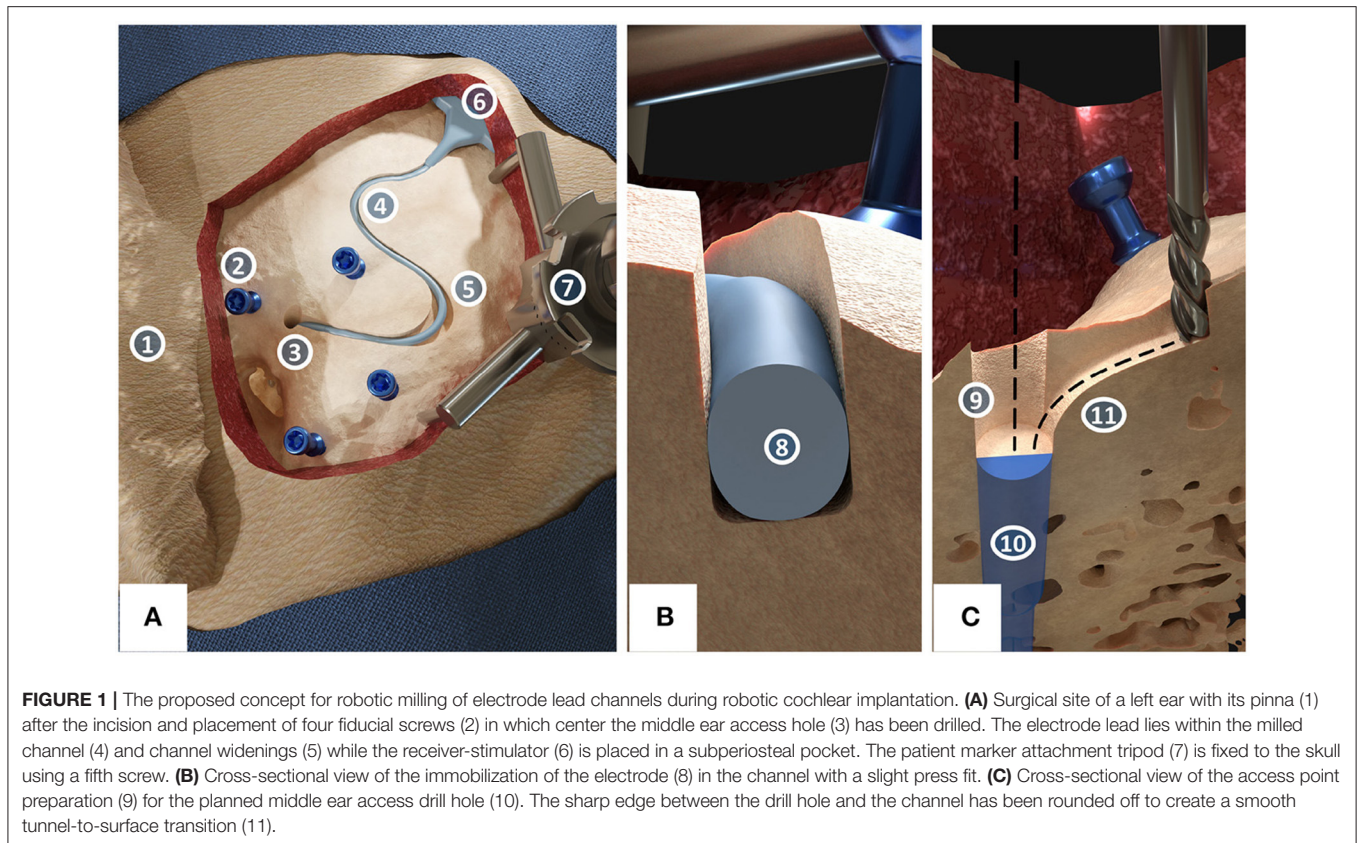 6
4
2
5
7
1
3
A
8
B
9
11
10
C
FIGURE 1 | The proposed concept for robotic milling of electrode lead channels during robotic cochlear implantation. (A) Surgical site of a left ear with its pinna (1)
after the incision and placement of four fiducial screws (2) in which center the middle ear access hole (3) has been drilled. The electrode lead lies within the milled
channel (4) and channel widenings (5) while the receiver-stimulator (6) is placed in a subperiosteal pocket. The patient marker attachment tripod (7) is fixed to the skull
using a fifth screw. (B) Cross-sectional view of the immobilization of the electrode (8) in the channel with a slight press fit. (C) Cross-sectional view of the access point
preparation (9) for the planned middle ear access drill hole (10). The sharp edge between the drill hole and the channel has been rounded off to create a smooth
tunnel-to-surface transition (11).